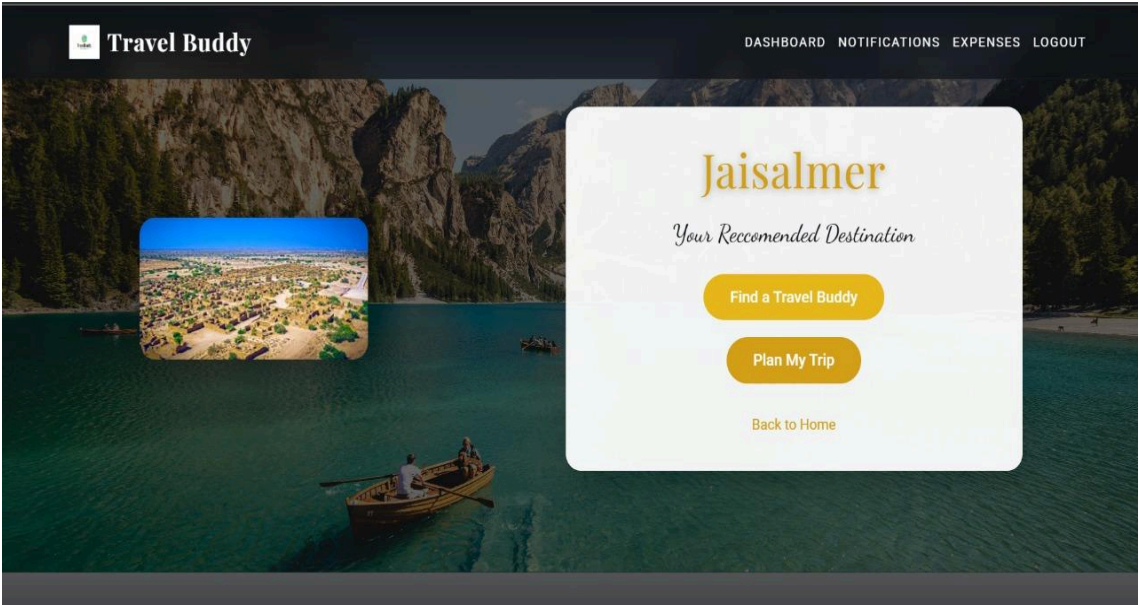 Travel Buddy
DASHBOARD NOTIFICATIONS EXPENSES LOGOUT
Jaisalmer
Your Reccomended Destination
Find a Travel Buddy
Plan My Trip
Back to Home